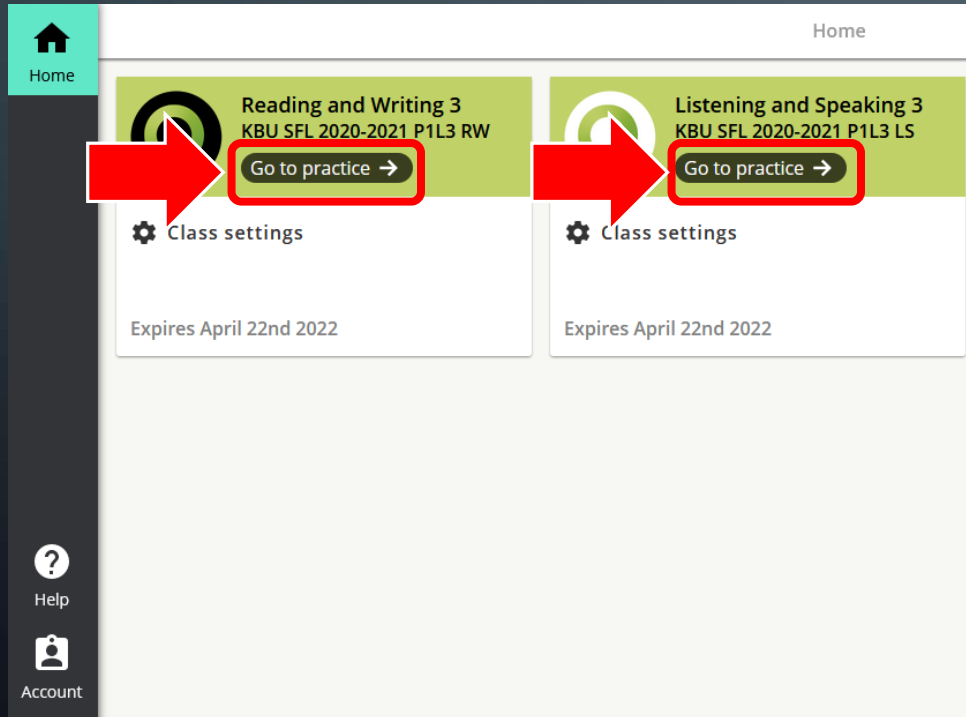 Home
Home
Reading and Writing 3
KBU SFL 2020-2021 P1L3 RW
Go to practice
Class settings
Expires April 22nd 2022
Listening and Speaking 3
KBU SFL 2020-2021 P1L3 LS
Go to practice
Class settings
Expires April 22nd 2022
Help
Account